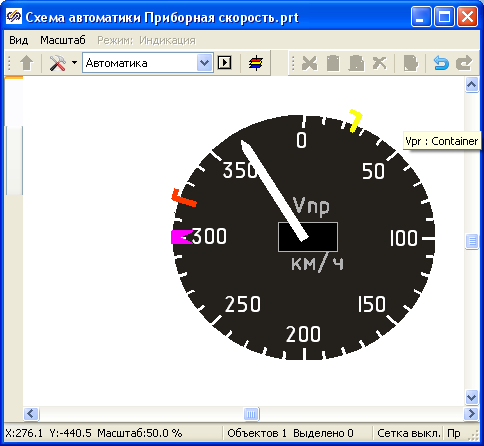 Схема автоматики Приборная скорость.prt
Вид Масштаб Режим: Индикация
Автоматика
Vpr : Container
0
350
50
Vпр
300
100
км/ч
250
150
200
X:276.1 Y:-440.5 Масштаб:50.0 %
Объектов 1 Выделено 0
Сетка выкл.
Пр